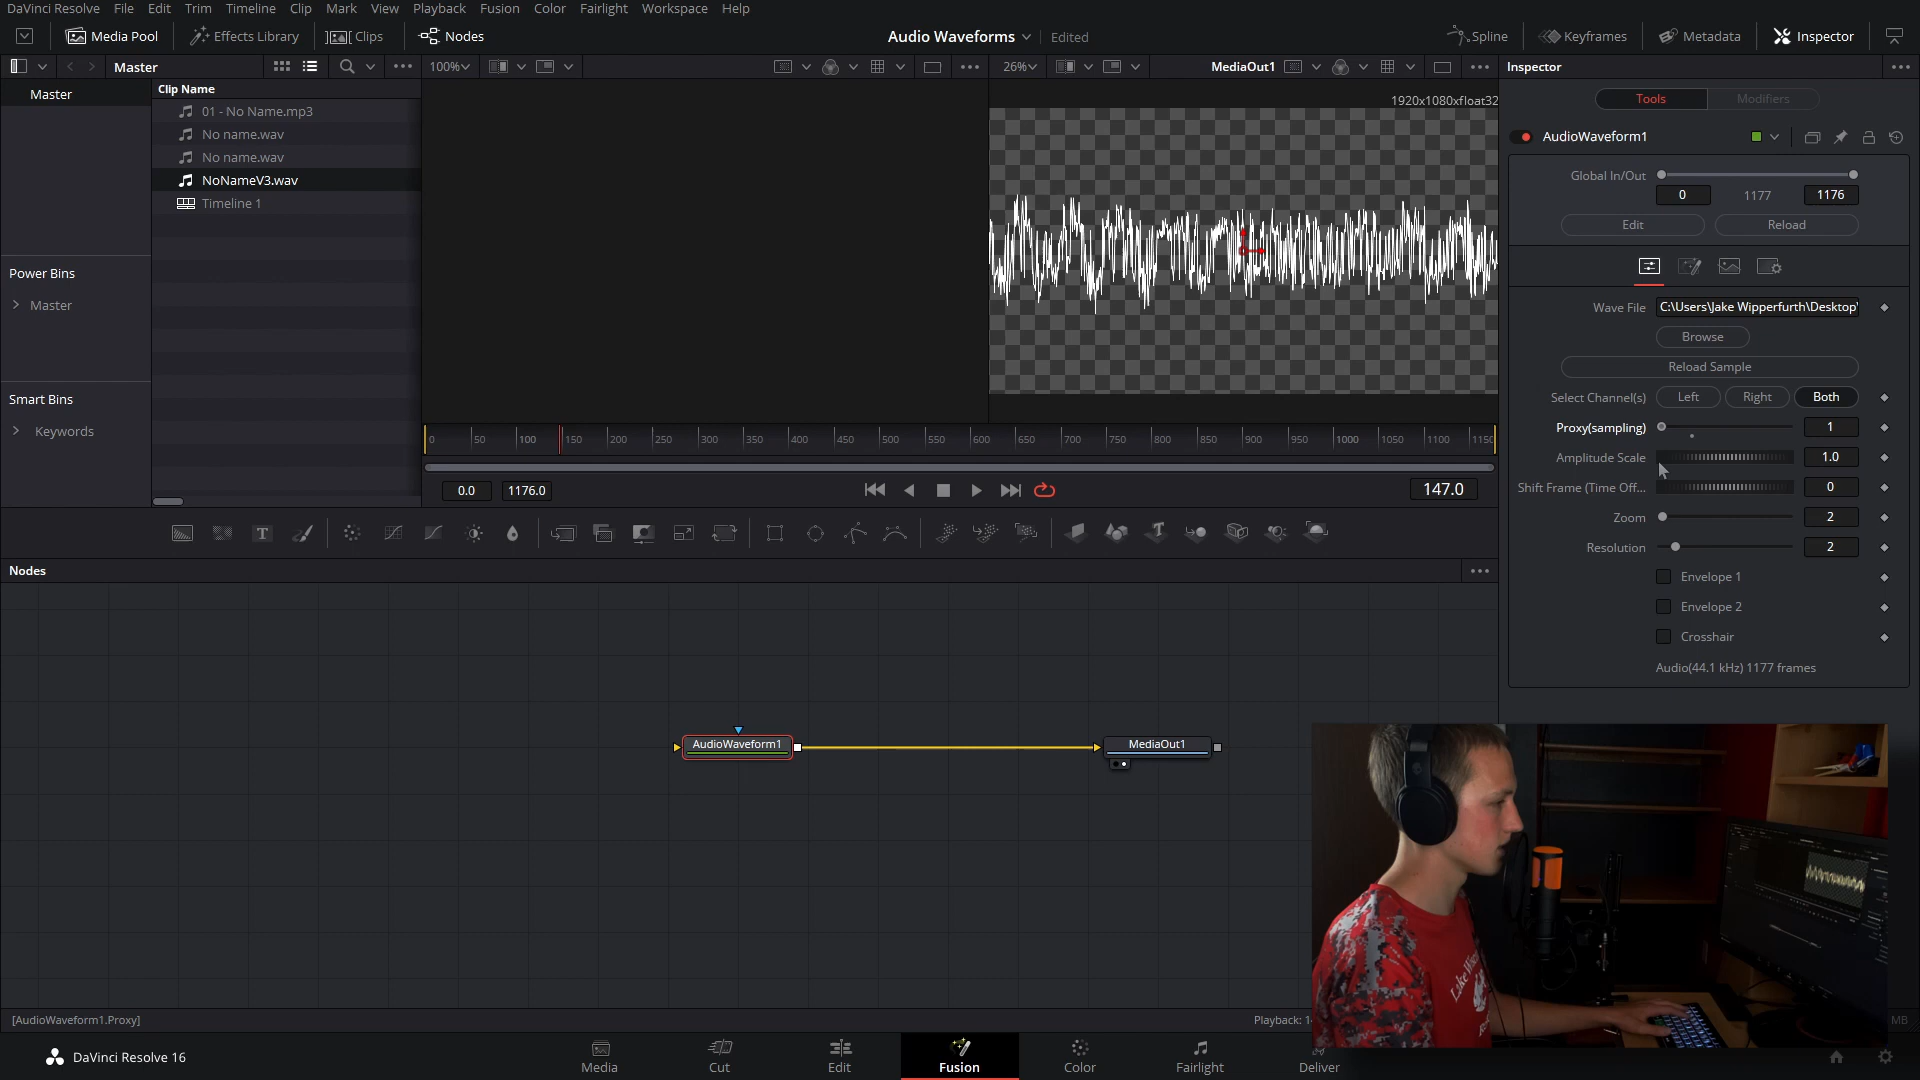 DaVinci Resolve File Edit Trim Timeline Clip Mark View Playback Fusion Color Fairlight Workspace Help
Media Pool Effects Library Clips Nodes Audio Waveforms Edited Spline Keyframes Metadata Inspector
Master 100% 26% MediaOut1 Inspector
Master
Clip Name
01 - No Name.mp3
No name.wav
No name.wav
NoNameV3.wav
Timeline 1
Power Bins
Master
Smart Bins
Keywords
1920x1080xfloat32
0 50 100 150 200 250 300 350 400 450 500 550 600 650 700 750 800 850 900 950 1000 1050 1100 1150
0.0 1176.0 147.0
Tools Modifiers
AudioWaveform1
Global In/Out
0 1177 1176
Edit Reload
Wave File C:\Users\Jake Wipperfurth\Desktop\
Browse
Reload Sample
Select Channel(s) Left Right Both
Proxy(sampling) 1
Amplitude Scale 1.0
Shift Frame (Time Off... 0
Zoom 2
Resolution 2
Envelope 1
Envelope 2
Crosshair
Audio(44.1 kHz) 1177 frames
T
Nodes
AudioWaveform1 MediaOut1
[AudioWaveform1.Proxy] Playback: MB
DaVinci Resolve 16 Media Cut Edit Fusion Color Fairlight Deliver